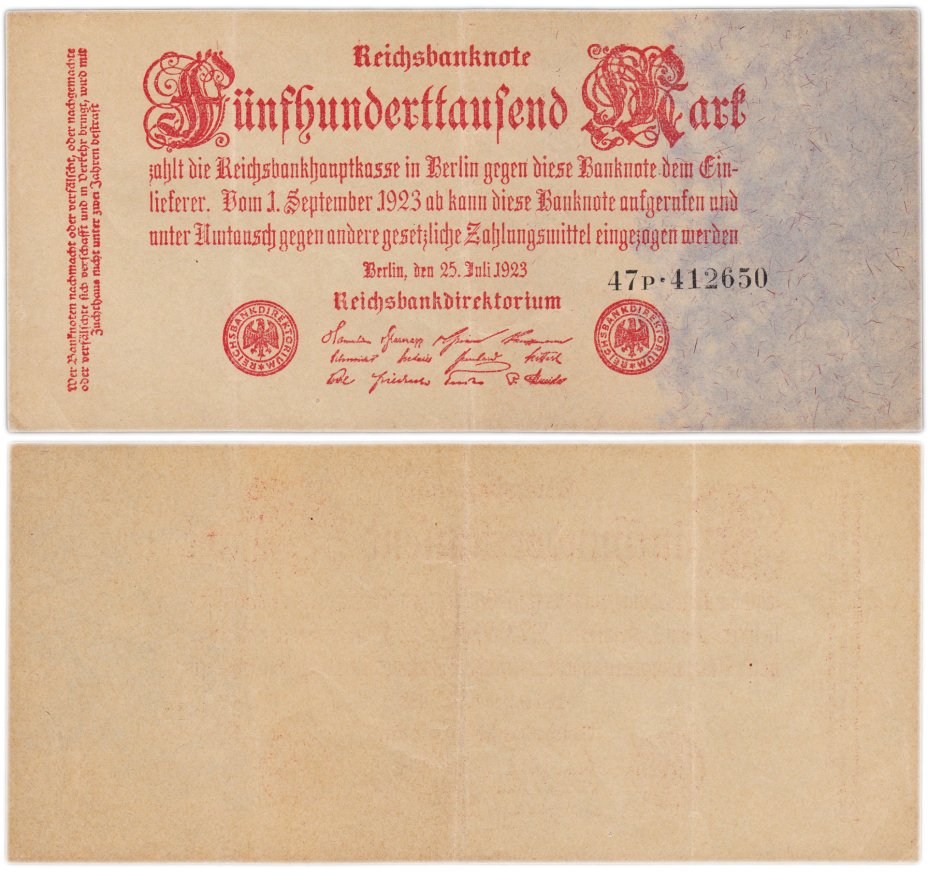 Reichsbanknote
Fünfhunderttausend Mark
zahlt die Reichsbankhauptkasse in Berlin gegen diese Banknote dem Ein-
lieferer. Vom 1. September 1923 ab kann diese Banknote aufgerufen und
unter Umtausch gegen andere gesetzliche Zahlungsmittel eingezogen werden
Berlin, den 25. Juli 1923
47P·412650
Reichsbankdirektorium
REICHSBANKDIREKTORIUM
REICHSBANKDIREKTORIUM
Wer Banknoten nachmacht oder verfälscht, oder nachgemachte
oder verfälschte sich verschafft und in Verkehr bringt, wird mit
Zuchthaus nicht unter zwei Jahren bestraft